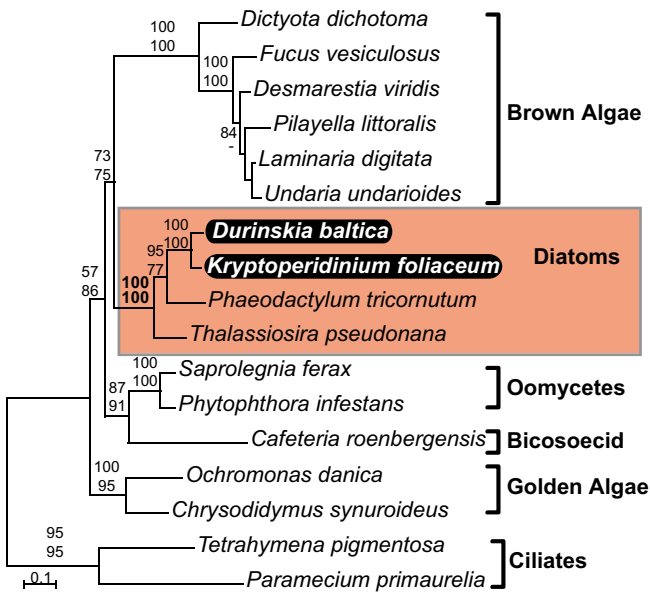 100
100
Dictyota dichotoma
100
100
Fucus vesiculosus
Desmarestia viridis
Brown Algae
84
-
Pilayella littoralis
Laminaria digitata
Undaria undarioides
73
75
100
100
Durinskia baltica
95
77
Kryptoperidinium foliaceum
Diatoms
100
100
Phaeodactylum tricornutum
Thalassiosira pseudonana
57
86
100
100
Saprolegnia ferax
Phytophthora infestans
Oomycetes
87
91
Cafeteria roenbergensis
Bicosoecid
100
95
Ochromonas danica
Chrysodidymus synuroideus
Golden Algae
95
95
Tetrahymena pigmentosa
Paramecium primaurelia
Ciliates
0.1